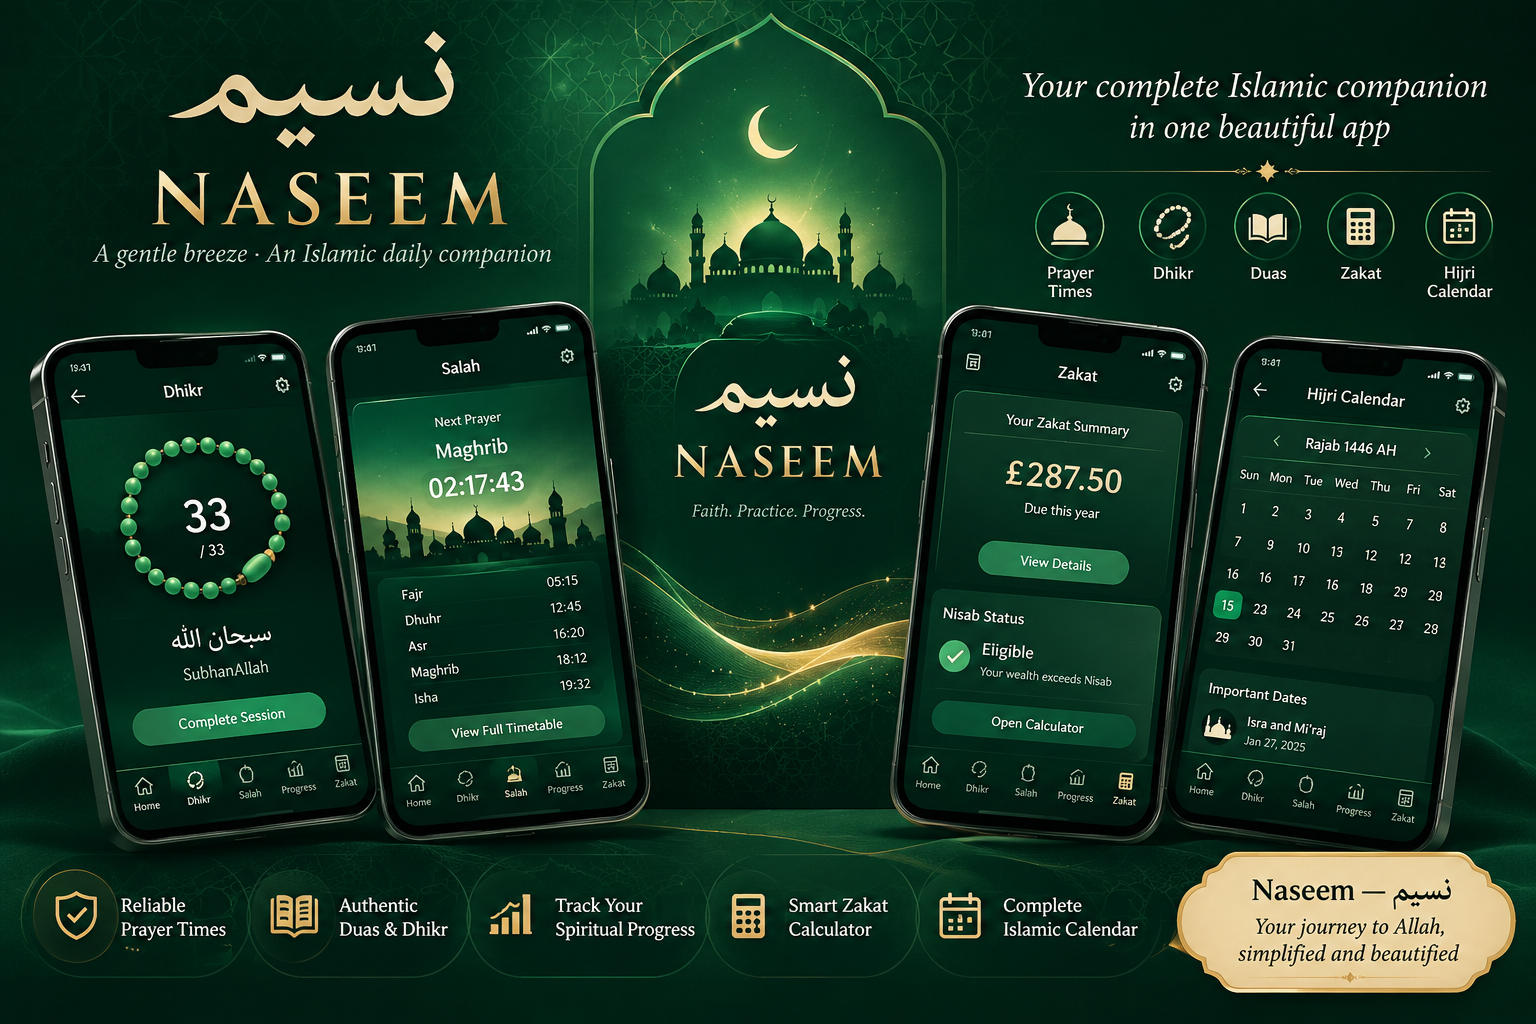 نسيم
NASEEM
A gentle breeze · An Islamic daily companion
Your complete Islamic companion
in one beautiful app
Prayer Times
Dhikr
Duas
Zakat
Hijri Calendar
Dhikr
33
/ 33
سبحان الله
SubhanAllah
Complete Session
Home Dhikr Salah Progress Zakat
Salah
Next Prayer
Maghrib
02:17:43
Fajr 05:15
Dhuhr 12:45
Asr 16:20
Maghrib 18:12
Isha 19:32
View Full Timetable
Home Dhikr Salah Progress Zakat
نسيم
NASEEM
Faith. Practice. Progress.
Zakat
Your Zakat Summary
£287.50
Due this year
View Details
Nisab Status
Eligible
Your wealth exceeds Nisab
Open Calculator
Home Dhikr Salah Progress Zakat
Hijri Calendar
Rajab 1446 AH
Sun Mon Tue Wed Thu Fri Sat
1 2 3 4 5 7 8
7 9 10 13 12 12 13
16 16 17 16 18 29 29
15 23 24 25 26 23 28
29 30 31
Important Dates
Isra and Mi'raj
Jan 27, 2025
Home Dhikr Salah Progress Zakat
Reliable
Prayer Times
Authentic
Duas & Dhikr
Track Your
Spiritual Progress
Smart Zakat
Calculator
Complete
Islamic Calendar
Naseem — نسيم
Your journey to Allah,
simplified and beautified